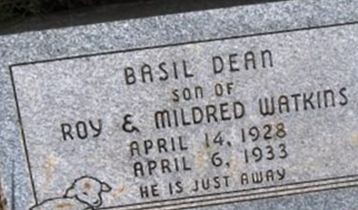 BASIL DEAN
SON OF
ROY & MILDRED WATKINS
APRIL 14, 1928
APRIL 6, 1933
HE IS JUST AWAY